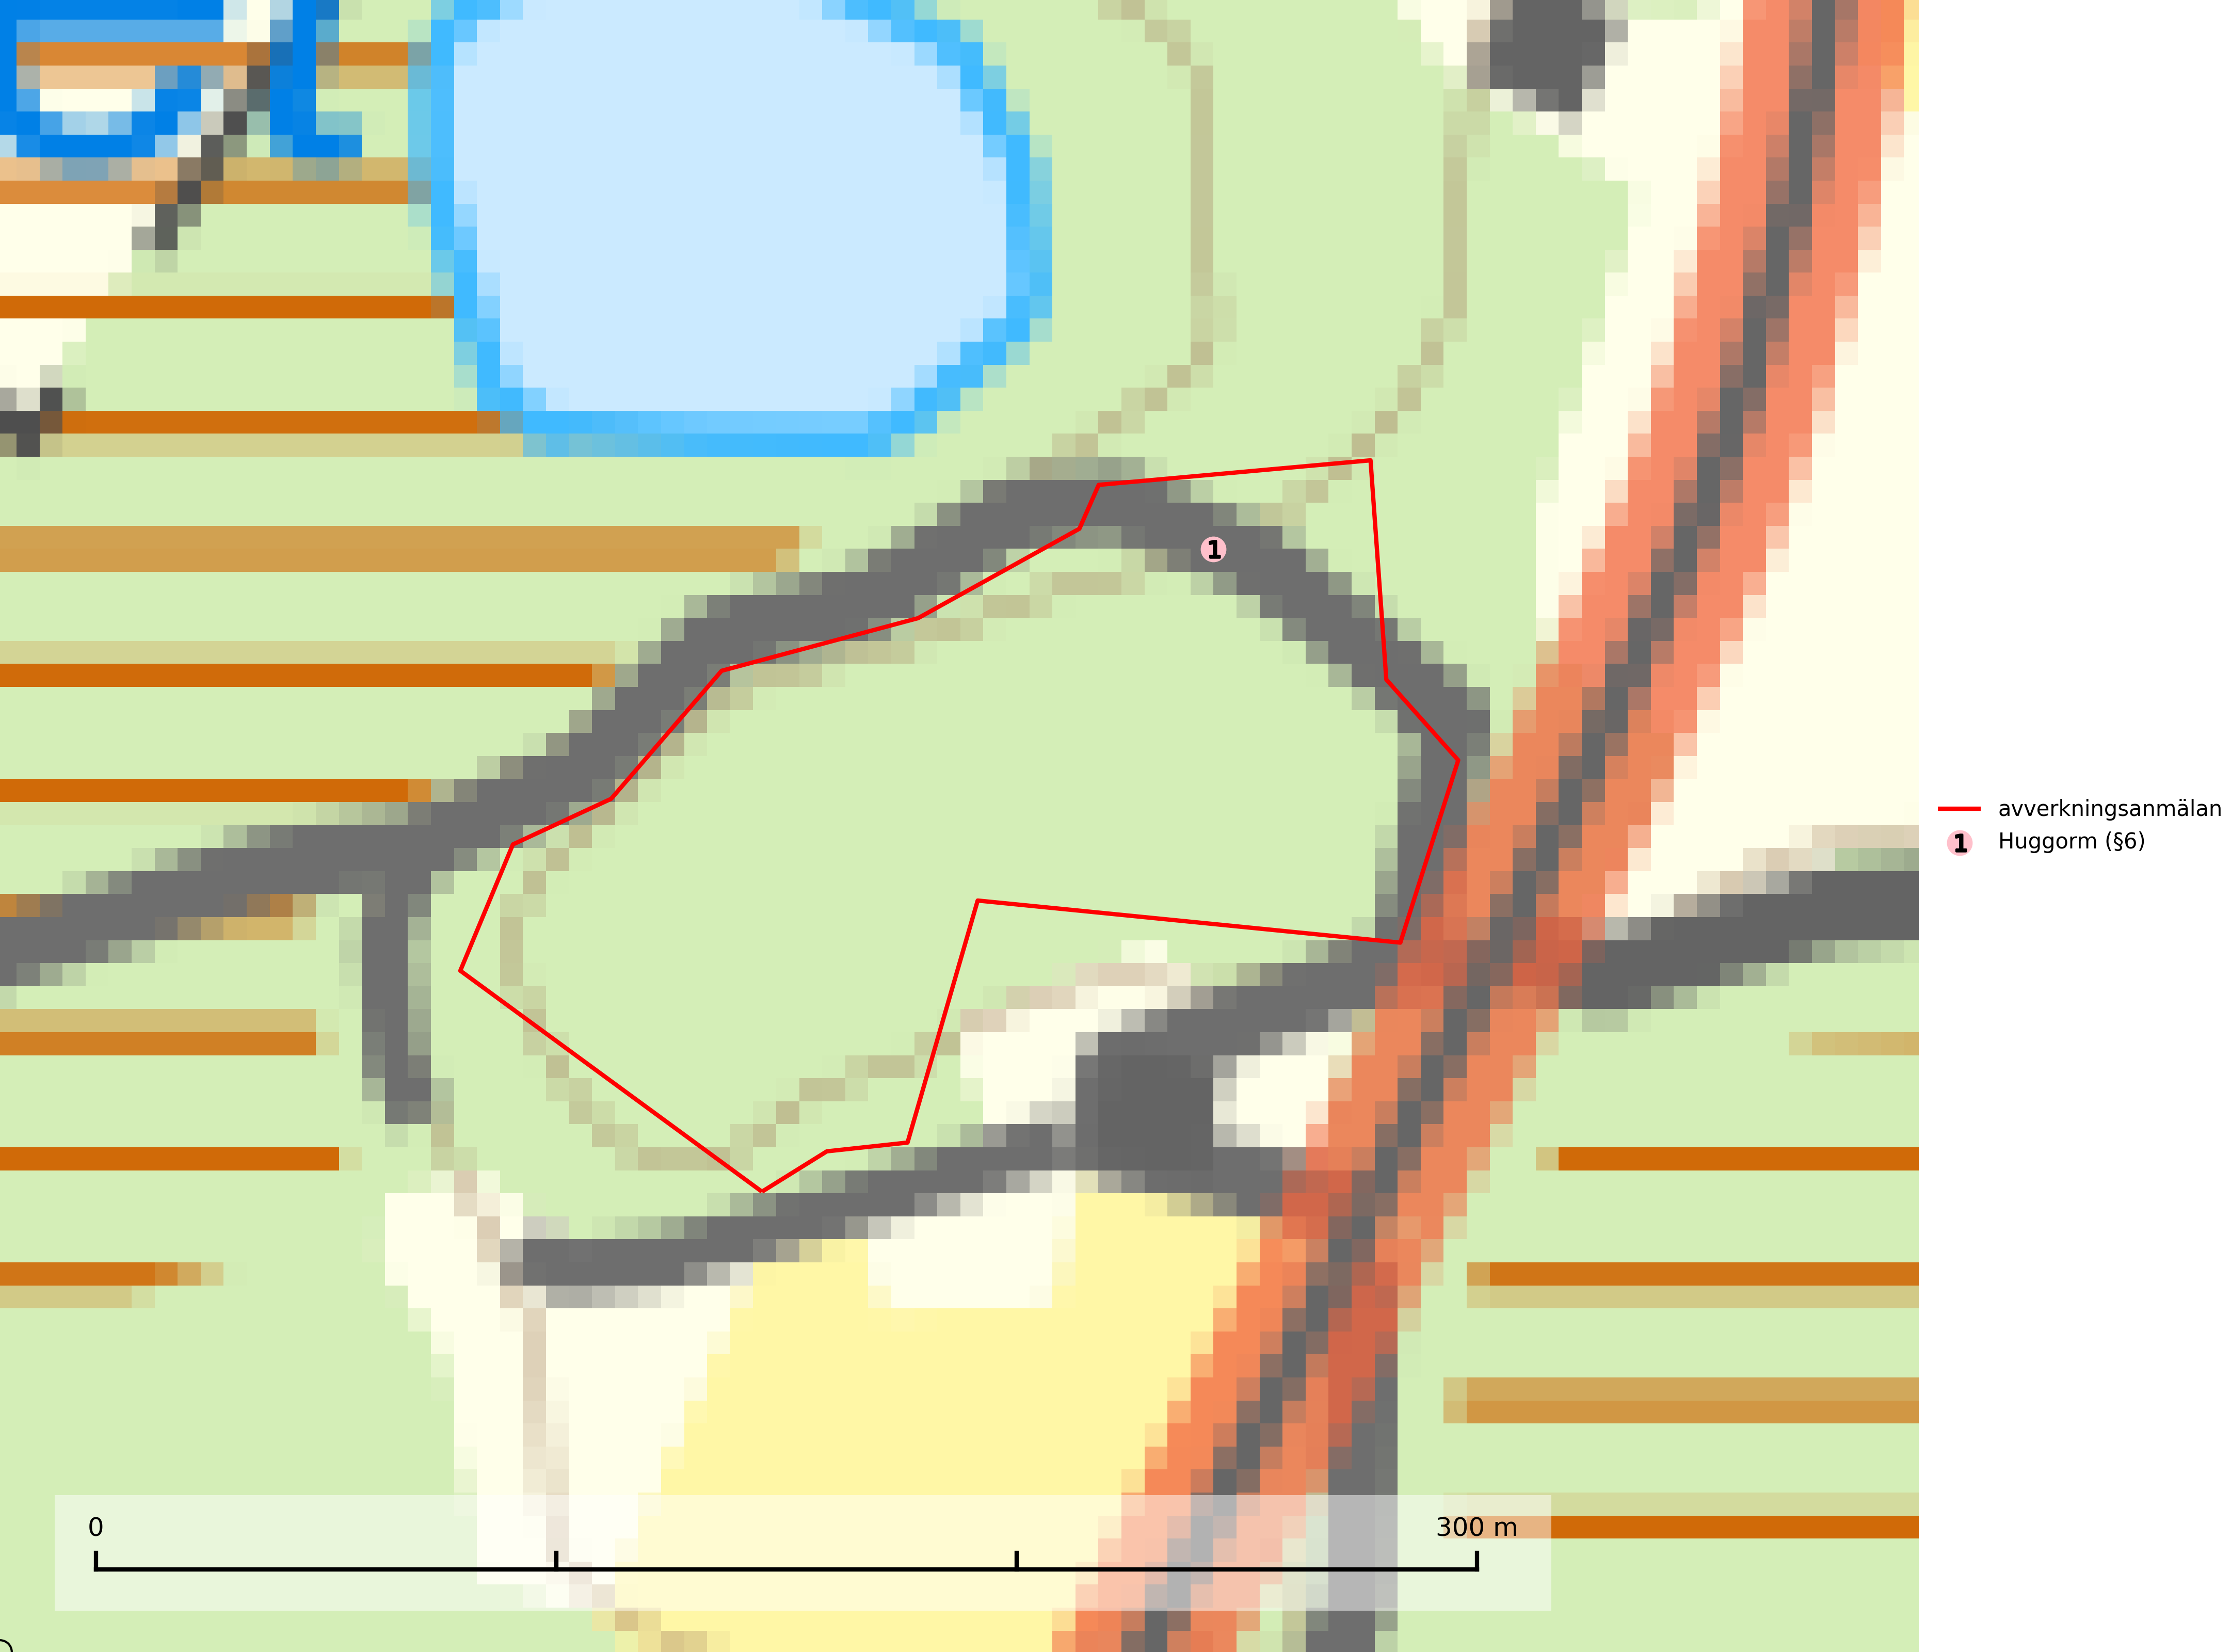 1
avverkningsanmälan
1 Huggorm (§6)
0 300 m